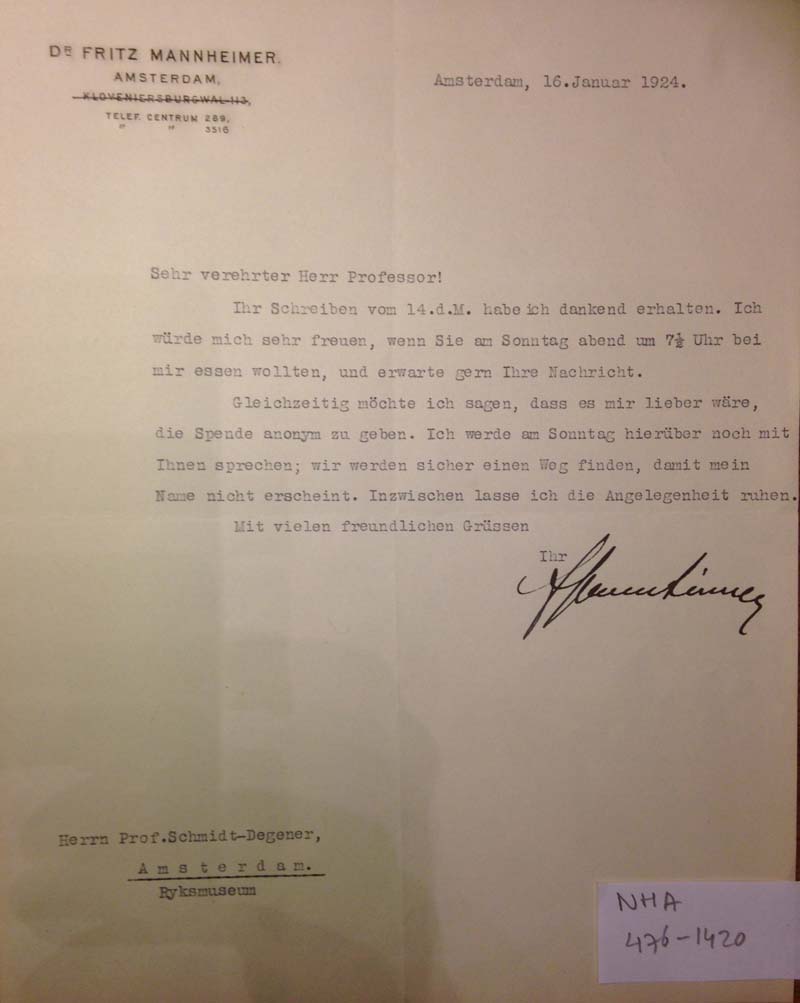 DR FRITZ MANNHEIMER.
AMSTERDAM,
KLOVENIERSBURGWAL 113,
TELEF. CENTRUM 289,
" " 3516
Amsterdam, 16.Januar 1924.
Sehr verehrter Herr Professor!
Ihr Schreiben vom 14.d.M. habe ich dankend erhalten. Ich
würde mich sehr freuen, wenn Sie am Sonntag abend um 7½ Uhr bei
mir essen wollten, und erwarte gern Ihre Nachricht.
Gleichzeitig möchte ich sagen, dass es mir lieber wäre,
die Spende anonym zu geben. Ich werde am Sonntag hierüber noch mit
Ihnen sprechen; wir werden sicher einen Weg finden, damit mein
Name nicht erscheint. Inzwischen lasse ich die Angelegenheit ruhen.
Mit vielen freundlichen Grüssen
Ihr
FMannheimer
Herrn Prof.Schmidt-Degener,
A m s t e r d a m.
Ryksmuseum
NHA
476-1420